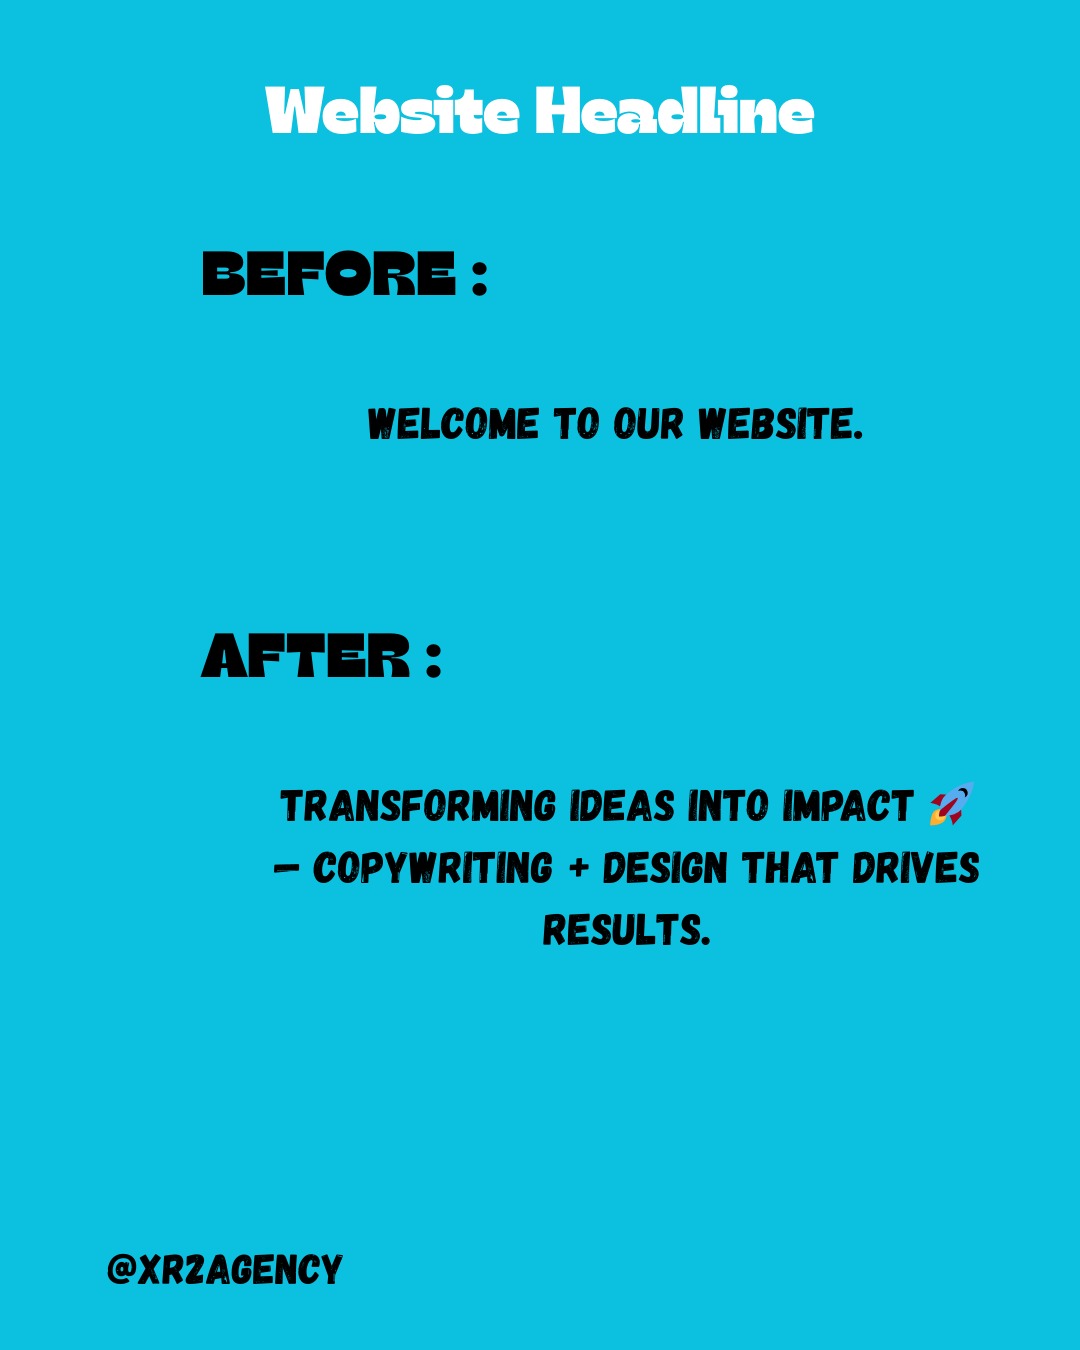 Website Headline
BEFORE :
WELCOME TO OUR WEBSITE.
AFTER :
TRANSFORMING IDEAS INTO IMPACT 🚀
– COPYWRITING + DESIGN THAT DRIVES
RESULTS.
@XR2AGENCY